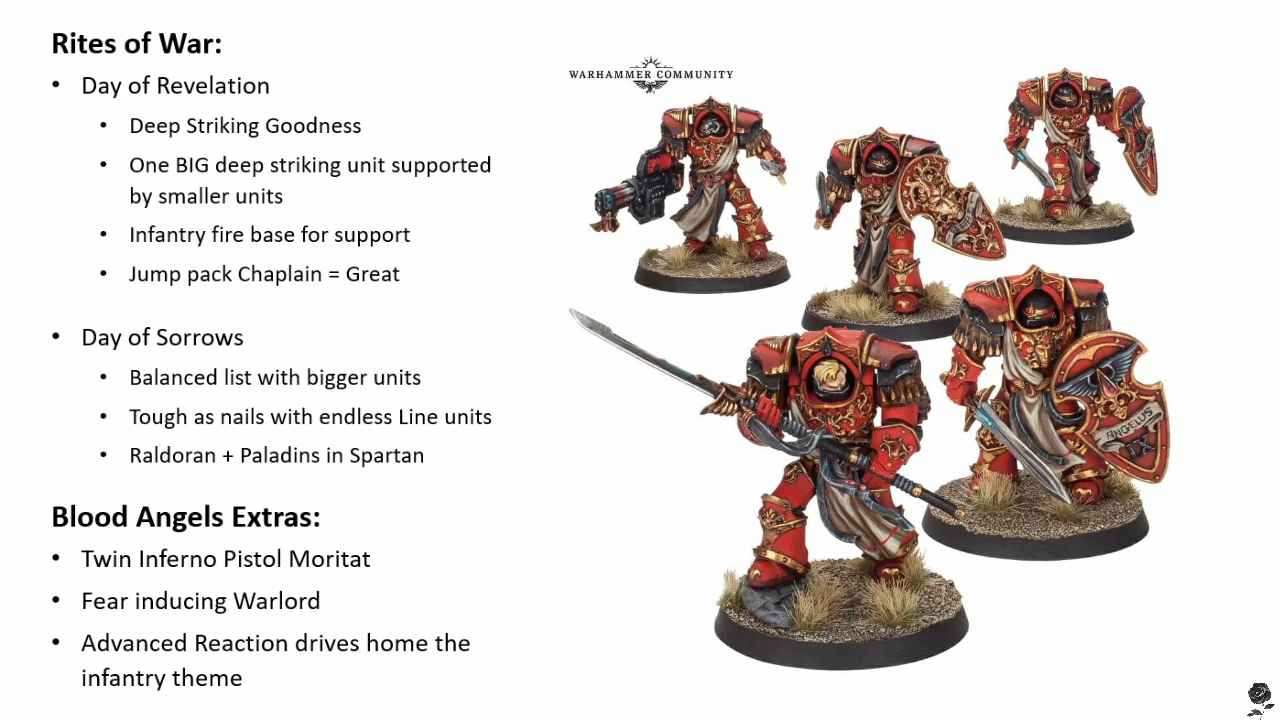 Rites of War:
• Day of Revelation
• Deep Striking Goodness
• One BIG deep striking unit supported
by smaller units
• Infantry fire base for support
• Jump pack Chaplain = Great
• Day of Sorrows
• Balanced list with bigger units
• Tough as nails with endless Line units
• Raldoran + Paladins in Spartan
Blood Angels Extras:
• Twin Inferno Pistol Moritat
• Fear inducing Warlord
• Advanced Reaction drives home the
infantry theme
WARHAMMER COMMUNITY
ANGELUS
IX